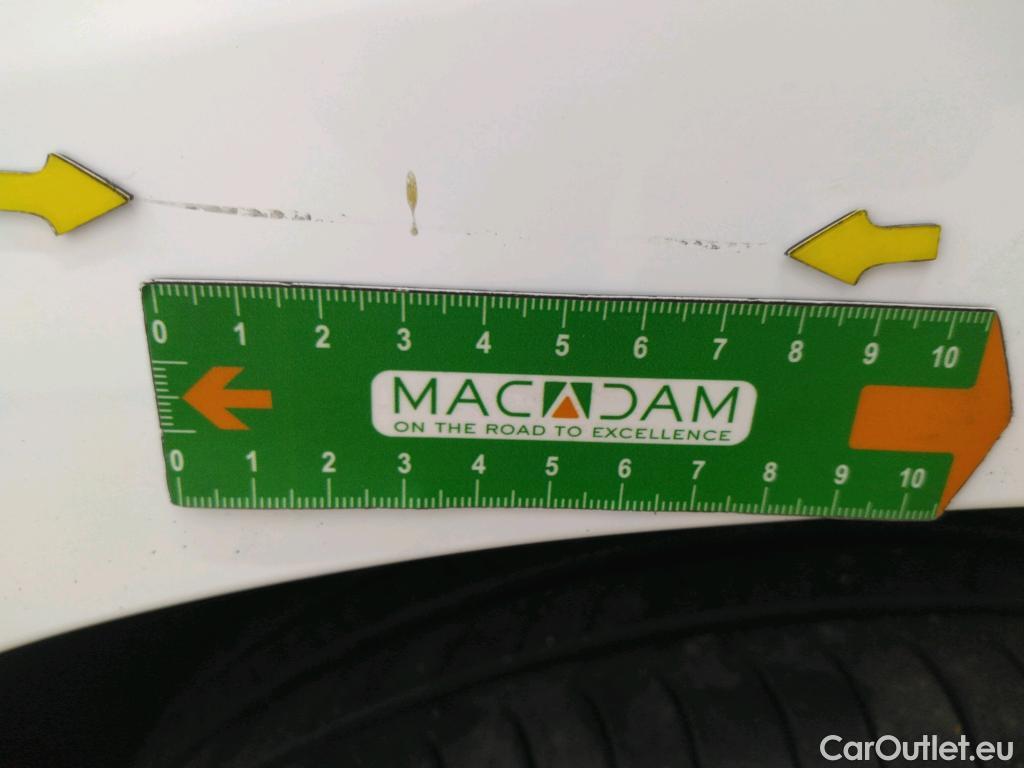 0 1 2 3 4 5 6 7 8 9 10
MACADAM
ON THE ROAD TO EXCELLENCE
0 1 2 3 4 5 6 7 8 9 10
CarOutlet.eu